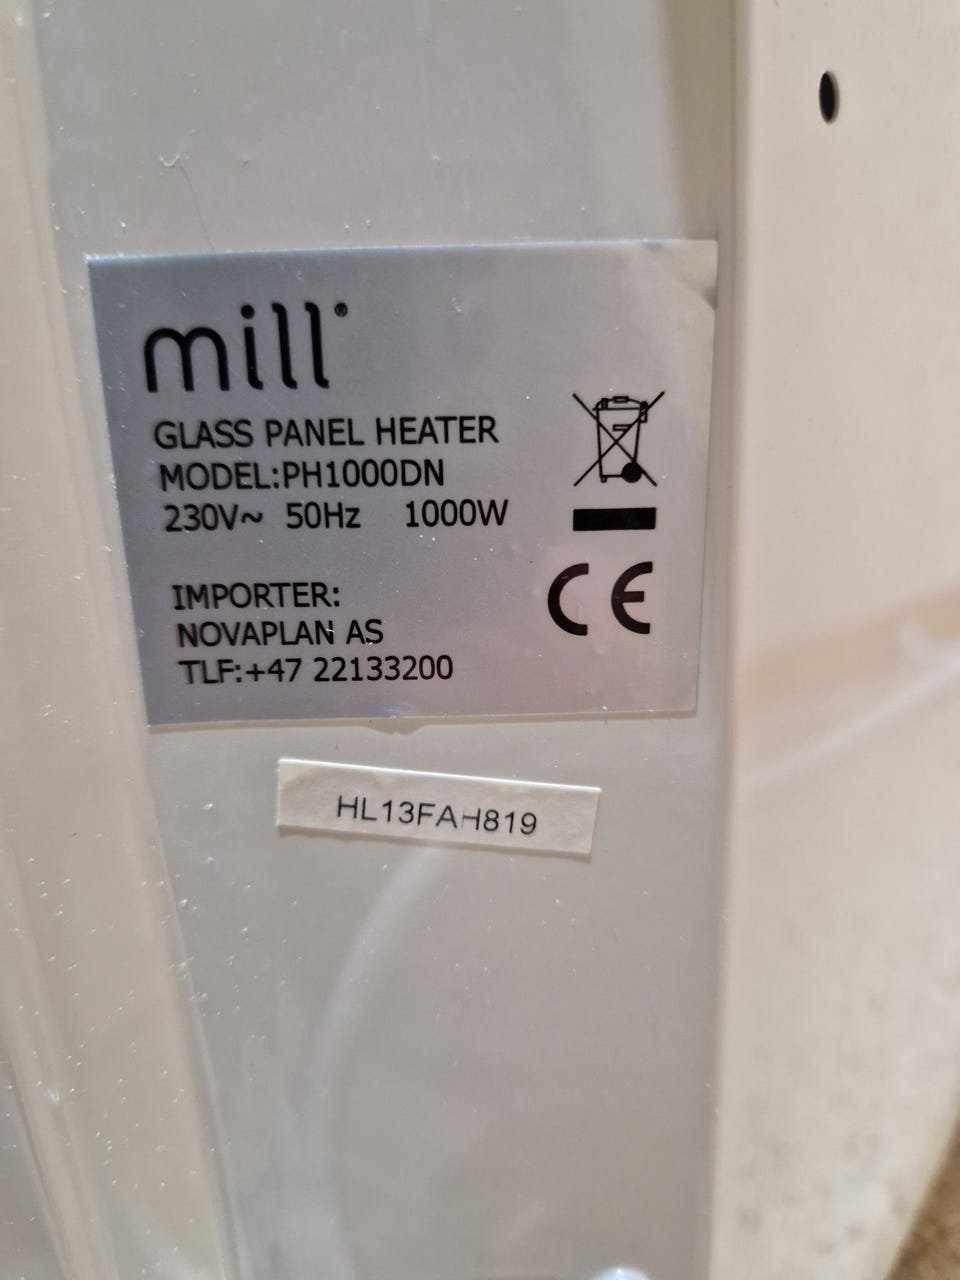 mill®
GLASS PANEL HEATER
MODEL:PH1000DN
230V~ 50Hz 1000W
IMPORTER:
NOVAPLAN AS
TLF:+47 22133200
CE
HL13FAH819